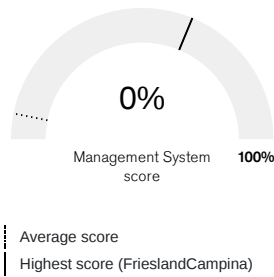 0%
Management System 100%
score
Average score
Highest score (FrieslandCampina)